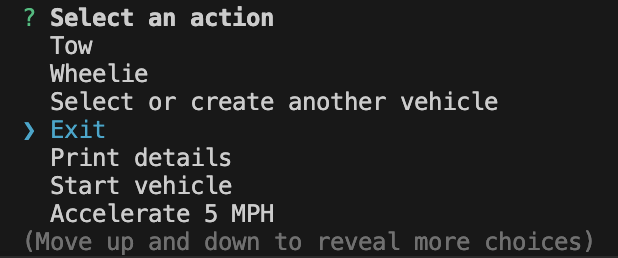 ? Select an action
Tow
Wheelie
Select or create another vehicle
❯ Exit
Print details
Start vehicle
Accelerate 5 MPH
(Move up and down to reveal more choices)